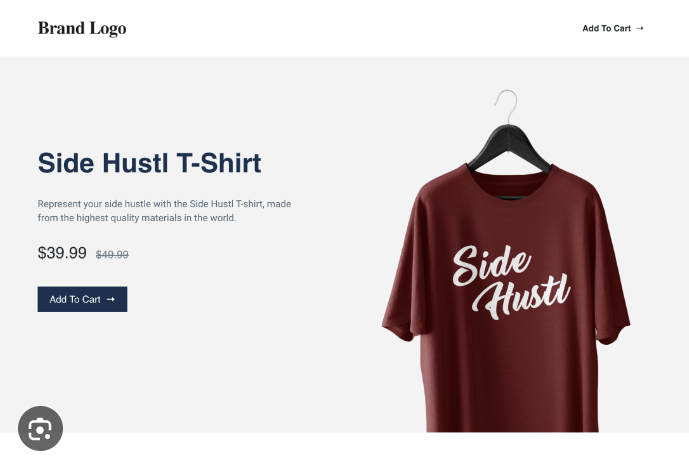 Brand Logo
Add To Cart →
Side Hustl T-Shirt
Represent your side hustle with the Side Hustl T-shirt, made
from the highest quality materials in the world.
$39.99 $49.99
Add To Cart →
Side
Hustl